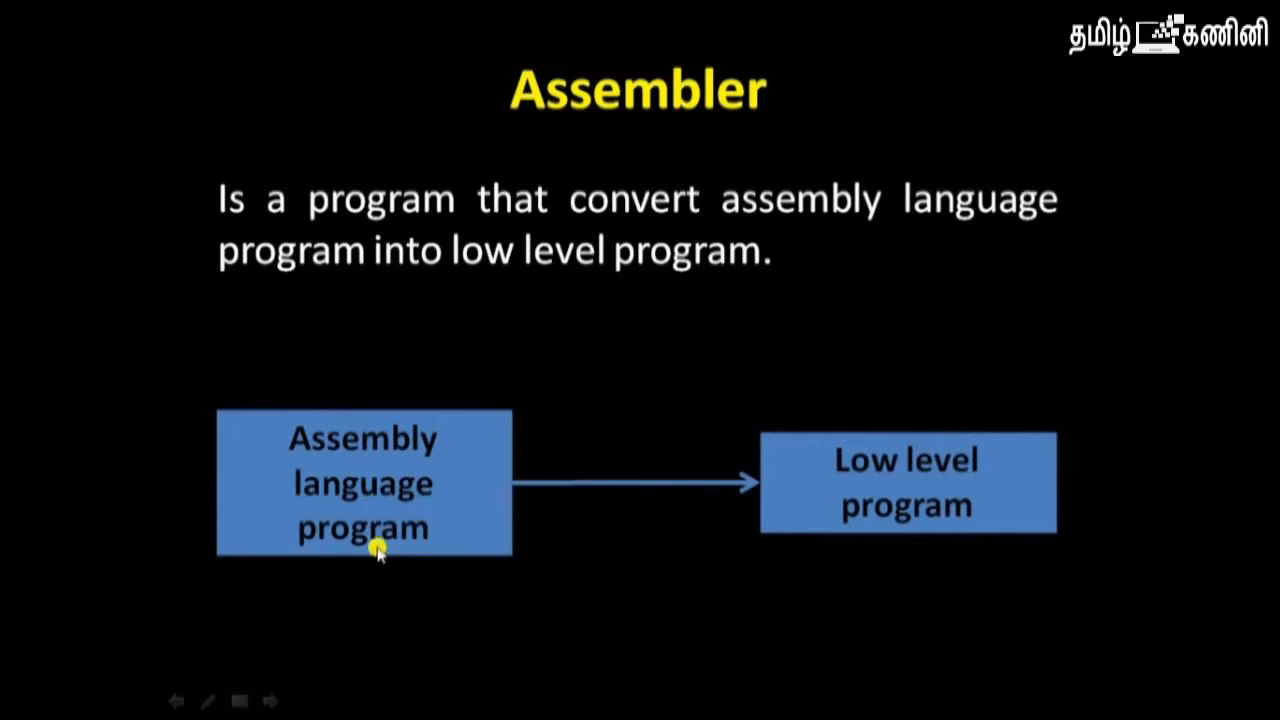 தமிழ் கணினி
Assembler
Is a program that convert assembly language
program into low level program.
Assembly
language
program
Low level
program